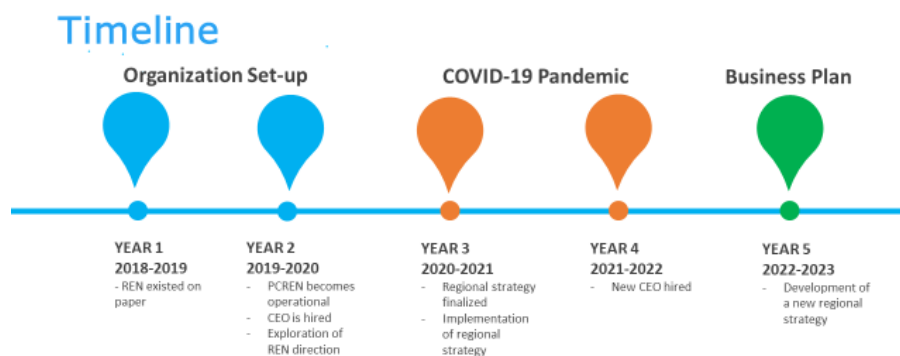 Timeline
Organization Set-up
COVID-19 Pandemic
Business Plan
YEAR 1
2018-2019
- REN existed on
paper
YEAR 2
2019-2020
- PCREN becomes
operational
- CEO is hired
- Exploration of
REN direction
YEAR 3
2020-2021
- Regional strategy
finalized
- Implementation
of regional
strategy
YEAR 4
2021-2022
- New CEO hired
YEAR 5
2022-2023
- Development of
a new regional
strategy